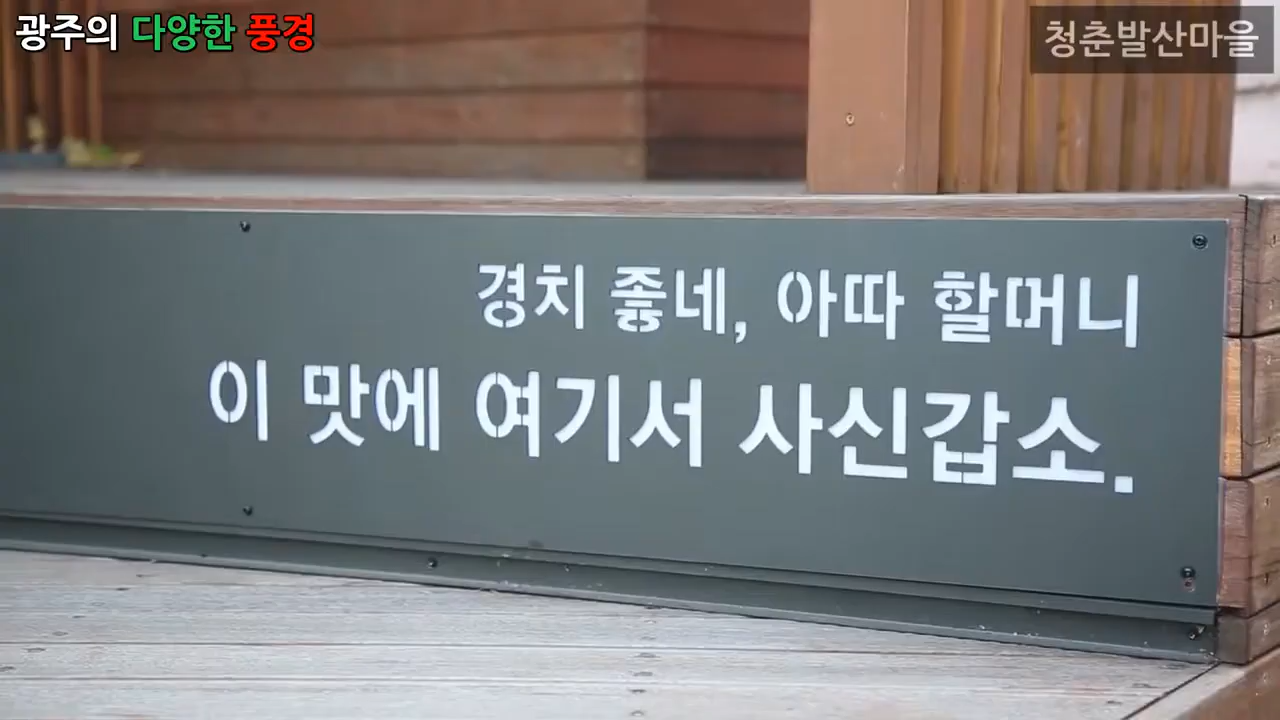 광주의 다양한 풍경
청춘발산마을
경치 좋네, 아따 할머니
이 맛에 여기서 사신갑소.